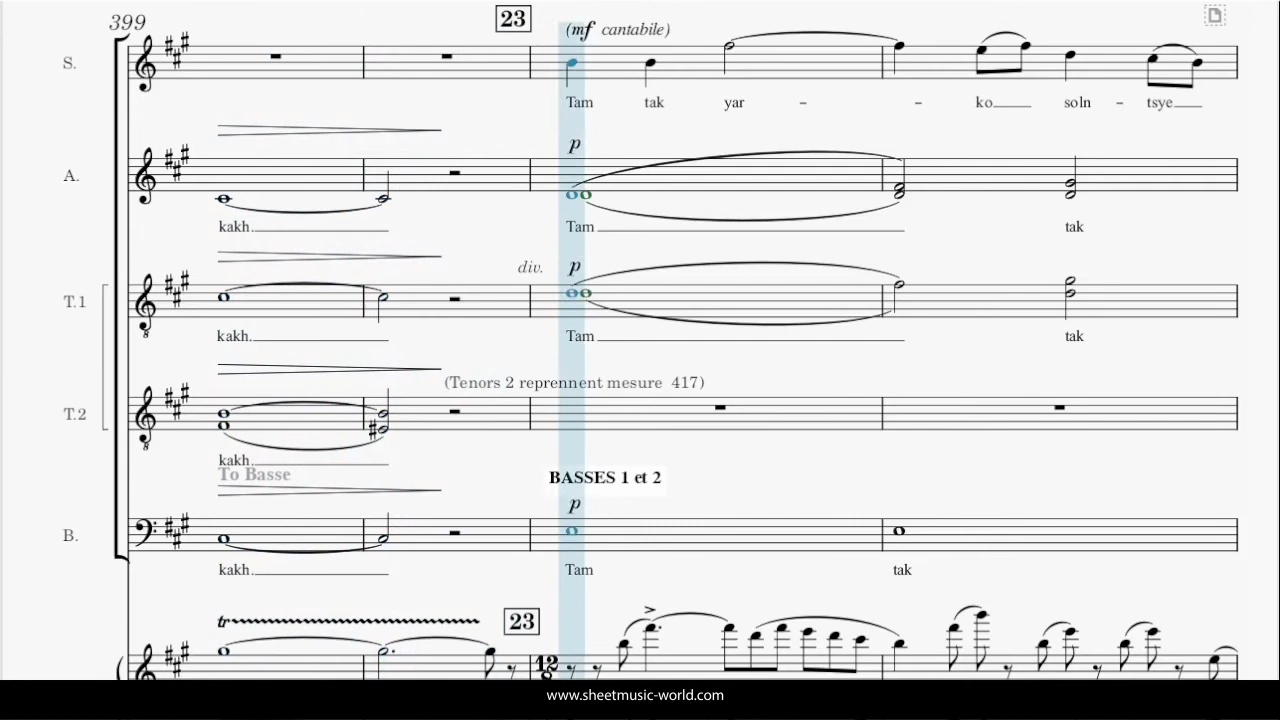 399
23
(mf cantabile)
S.
Tam tak yar - - ko soln - tsye
p
A.
kakh. Tam tak
div. p
T.1
kakh. Tam tak
(Tenors 2 reprennent mesure 417)
T.2
kakh.
To Basse
BASSES 1 et 2
p
B.
kakh. Tam tak
tr 23
12
8
www.sheetmusic-world.com